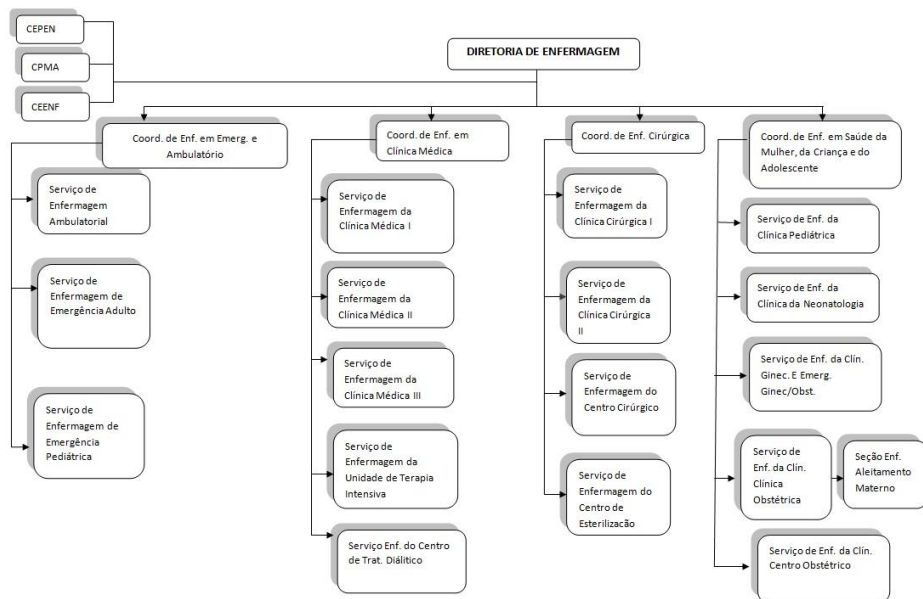 CEPEN
CPMA
CEENF
DIRETORIA DE ENFERMAGEM
Coord. de Enf. em Emerg. e
Ambulatório
Serviço de
Enfermagem
Ambulatorial
Serviço de
Enfermagem de
Emergência Adulto
Serviço de
Enfermagem de
Emergência
Pediátrica
Coord. de Enf. em
Clínica Médica
Serviço de
Enfermagem da
Clínica Médica I
Serviço de
Enfermagem da
Clínica Médica II
Serviço de
Enfermagem da
Clínica Médica III
Serviço de
Enfermagem da
Unidade de Terapia
Intensiva
Serviço Enf. do Centro
de Trat. Diálitico
Coord. de Enf. Cirúrgica
Serviço de
Enfermagem da
Clínica Cirúrgica I
Serviço de
Enfermagem da
Clínica Cirúrgica
II
Serviço de
Enfermagem do
Centro Cirúrgico
Serviço de
Enfermagem do
Centro de
Esterilização
Coord. de Enf. em Saúde da
Mulher, da Criança e do
Adolescente
Serviço de Enf. da
Clínica Pediátrica
Serviço de Enf. da
Clínica da Neonatologia
Serviço de Enf. da Clín.
Ginec. E Emerg.
Ginec/Obst.
Serviço de
Enf. da Clín.
Clínica
Obstétrica
Seção Enf.
Aleitamento
Materno
Serviço de Enf. da Clín.
Centro Obstétrico